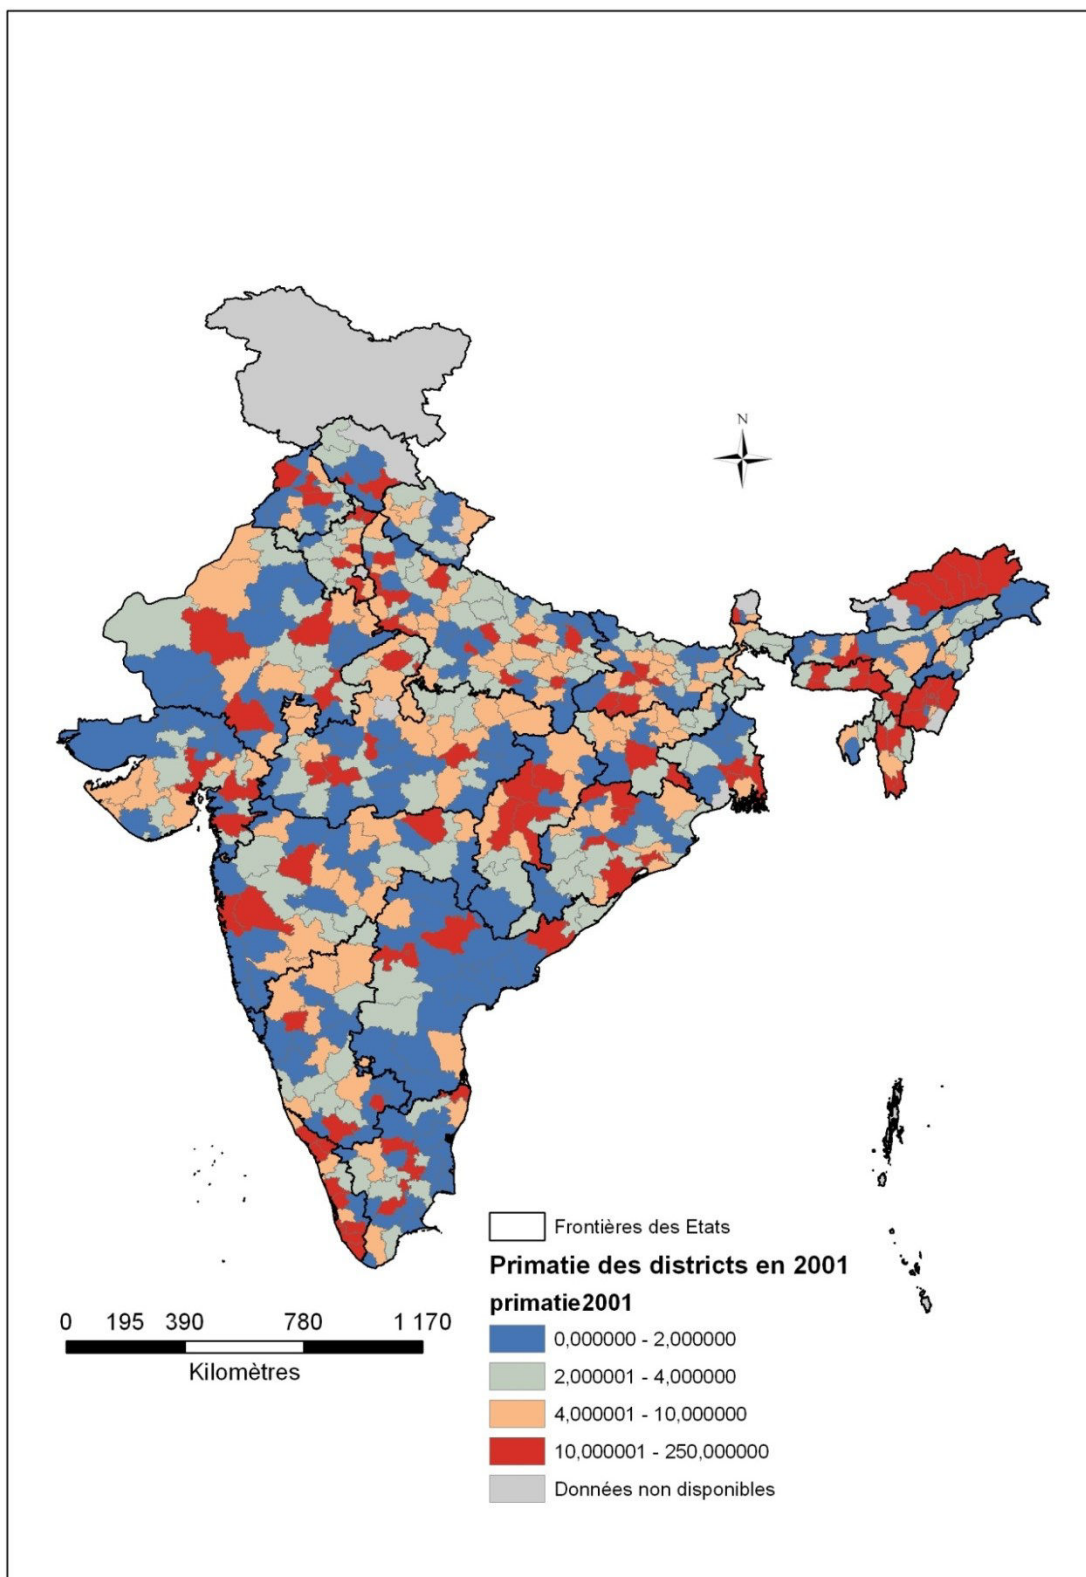 N
Frontières des Etats
Primatie des districts en 2001
primatie2001
0,000000 - 2,000000
2,000001 - 4,000000
4,000001 - 10,000000
10,000001 - 250,000000
Données non disponibles
0 195 390 780 1 170
Kilomètres